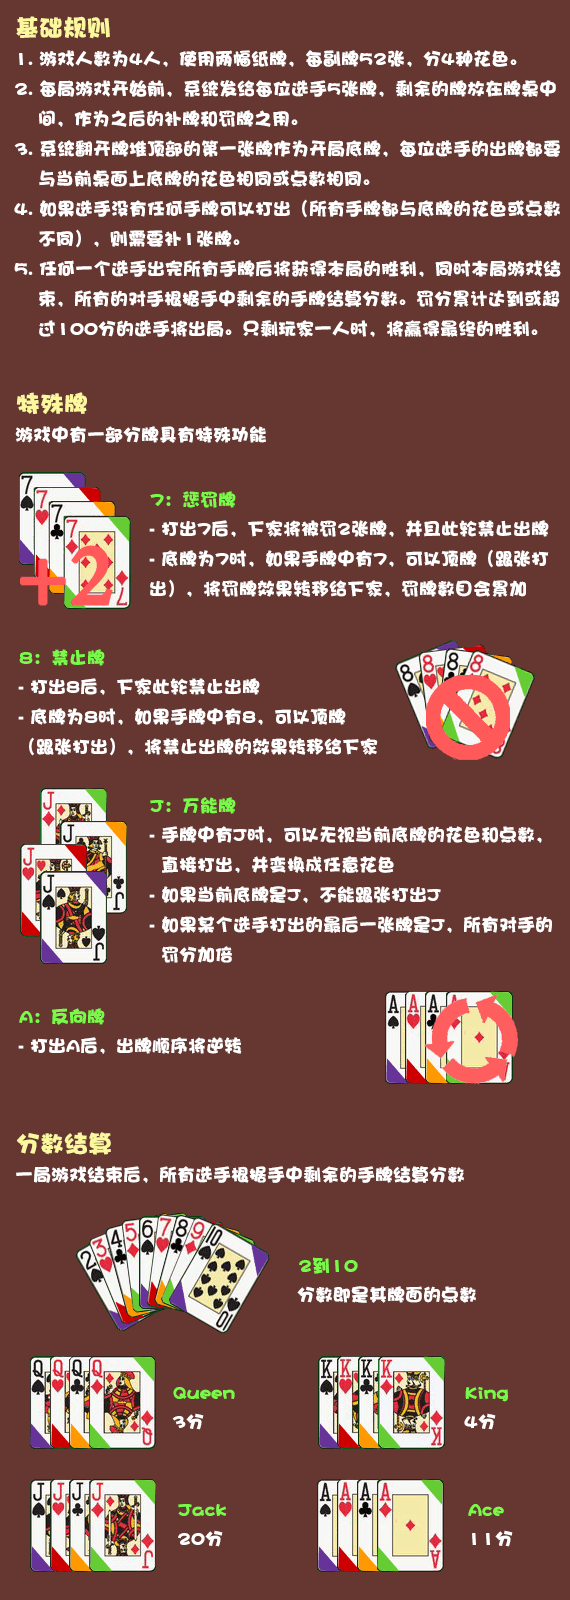 基础规则
1. 游戏人数为4人，使用两幅纸牌，每副牌52张，分4种花色。
2. 每局游戏开始前，系统发给每位选手5张牌，剩余的牌放在牌桌中
间，作为之后的补牌和罚牌之用。
3. 系统翻开牌堆顶部的第一张牌作为开局底牌，每位选手的出牌都要
与当前桌面上底牌的花色相同或点数相同。
4. 如果选手没有任何手牌可以打出（所有手牌都与底牌的花色或点数
不同），则需要补1张牌。
5. 任何一个选手出完所有手牌后将获得本局的胜利，同时本局游戏结
束，所有的对手根据手中剩余的手牌结算分数。罚分累计达到或超
过100分的选手将出局。只剩玩家一人时，将赢得最终的胜利。
特殊牌
游戏中有一部分牌具有特殊功能
7
7
7
7
+2
7
7：惩罚牌
- 打出7后，下家将被罚2张牌，并且此轮禁止出牌
- 底牌为7时，如果手牌中有7，可以顶牌（跟张打
出），将罚牌效果转移给下家，罚牌数目会累加
8：禁止牌
- 打出8后，下家此轮禁止出牌
- 底牌为8时，如果手牌中有8，可以顶牌
（跟张打出），将禁止出牌的效果转移给下家
8
8
8
8
8
J
J
J
J
J
J
J：万能牌
- 手牌中有J时，可以无视当前底牌的花色和点数，
直接打出，并变换成任意花色
- 如果当前底牌是J，不能跟张打出J
- 如果某个选手打出的最后一张牌是J，所有对手的
罚分加倍
A：反向牌
- 打出A后，出牌顺序将逆转
A
A
A
A
A
分数结算
一局游戏结束后，所有选手根据手中剩余的手牌结算分数
2
3
4
5
6
7
8
9
10
10
2到10
分数即是其牌面的点数
Q
Q
Q
Q
Q
Queen
3分
K
K
K
K
K
King
4分
J
J
J
J
J
Jack
20分
A
A
A
A
A
Ace
11分